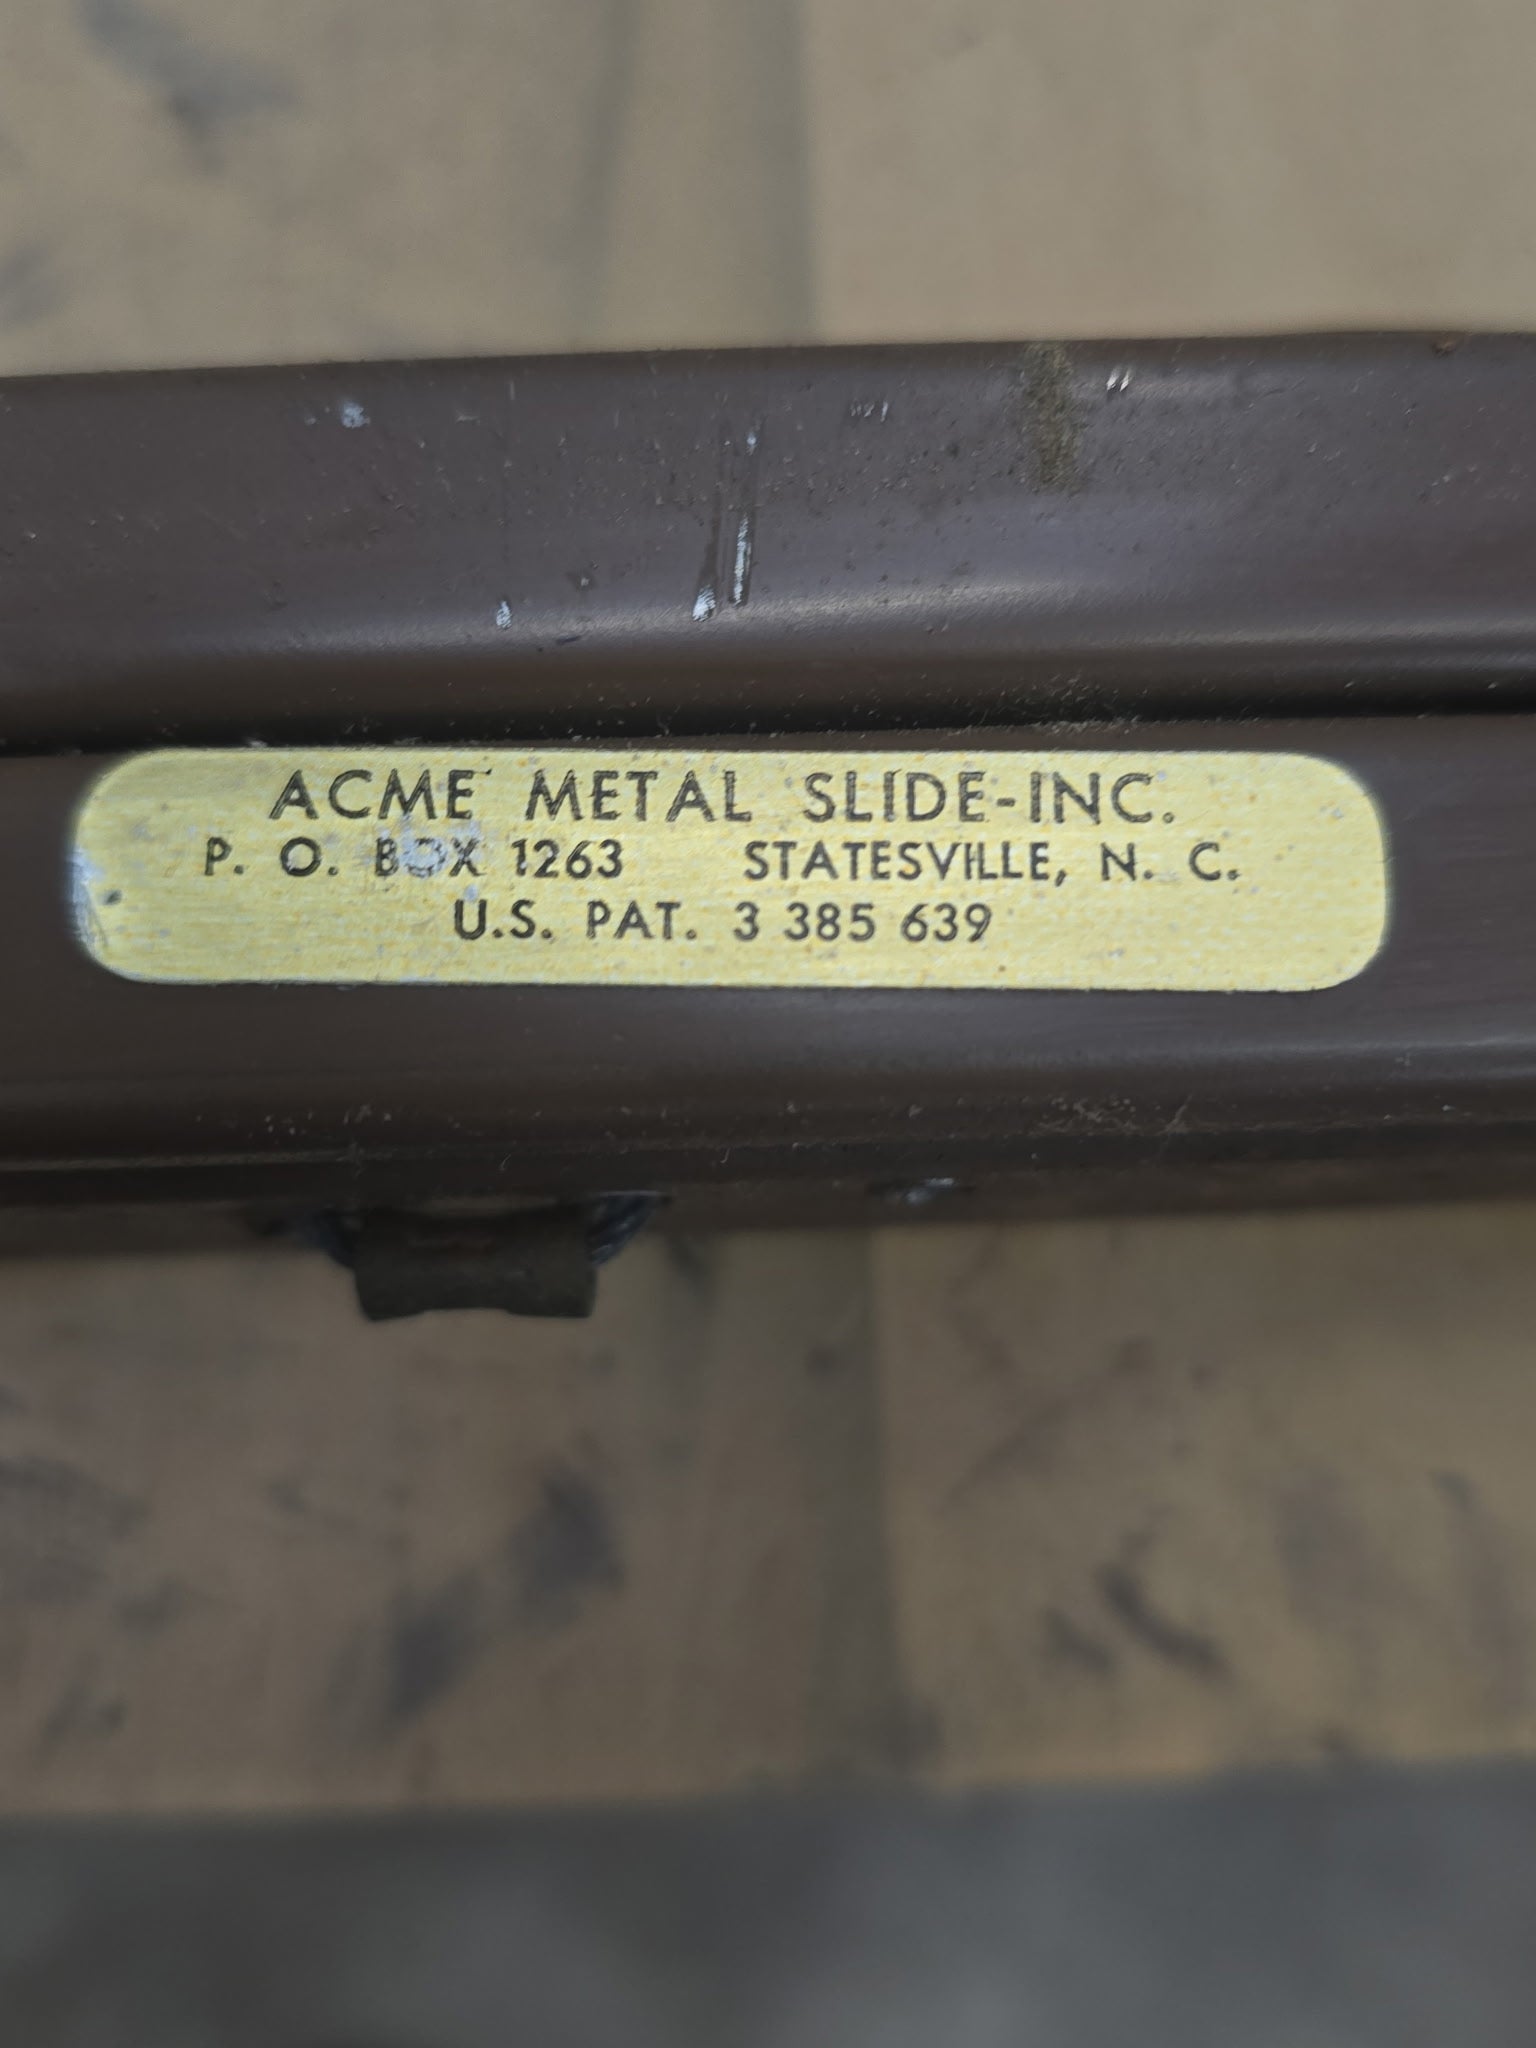 ACME METAL SLIDE-INC.
P. O. BOX 1263 STATESVILLE, N. C.
U.S. PAT. 3 385 639